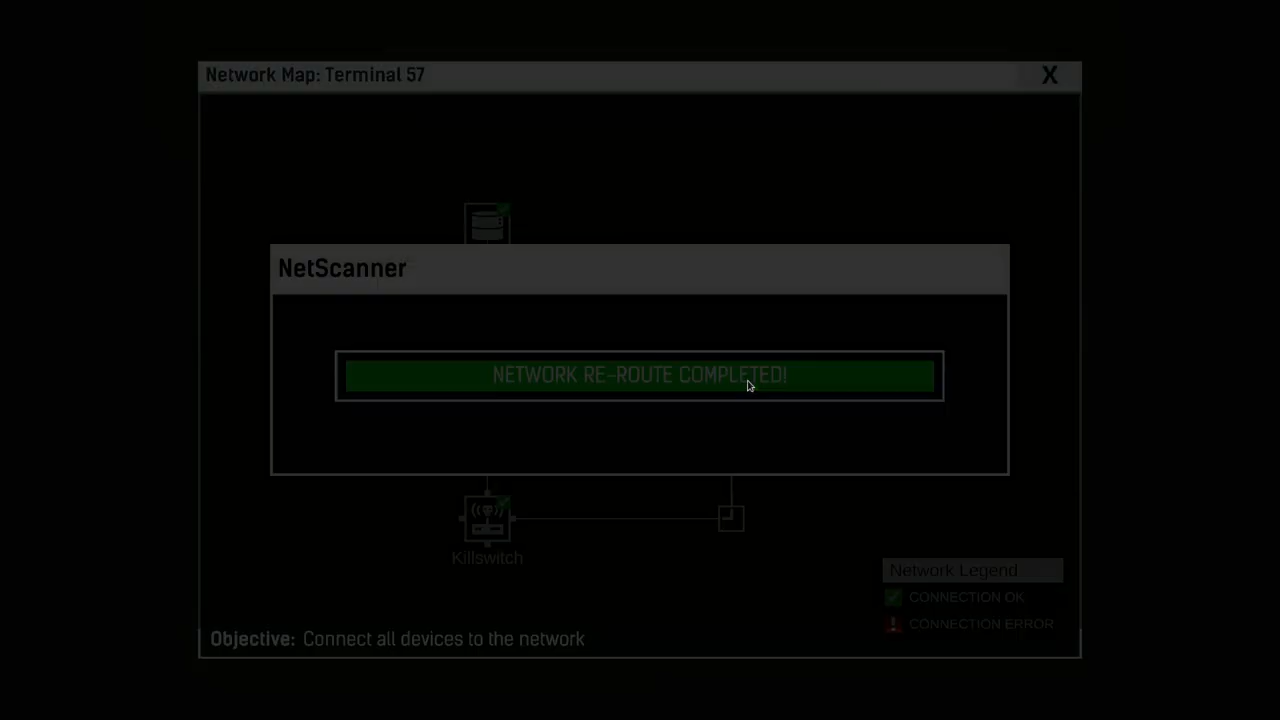 Network Map: Terminal 57
X
NetScanner
NETWORK RE-ROUTE COMPLETED!
Killswitch
Network Legend
CONNECTION OK
CONNECTION ERROR
Objective: Connect all devices to the network